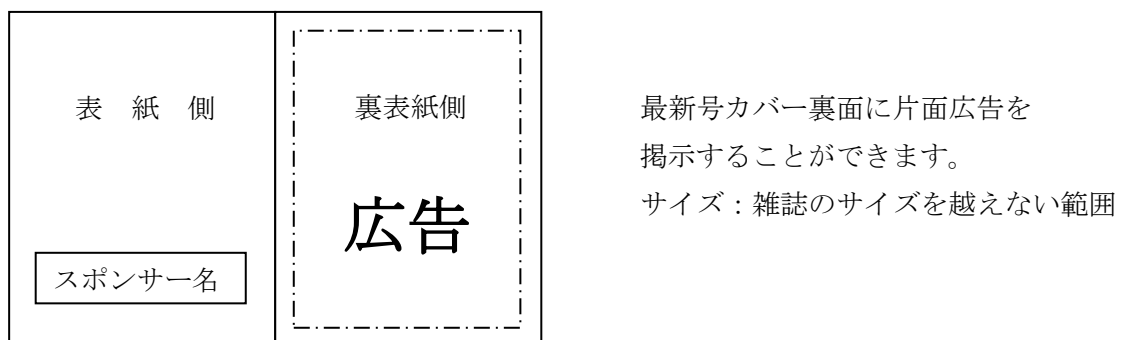 表 紙 側
スポンサー名
裏表紙側
広告
最新号カバー裏面に片面広告を
掲示することができます。
サイズ：雑誌のサイズを越えない範囲